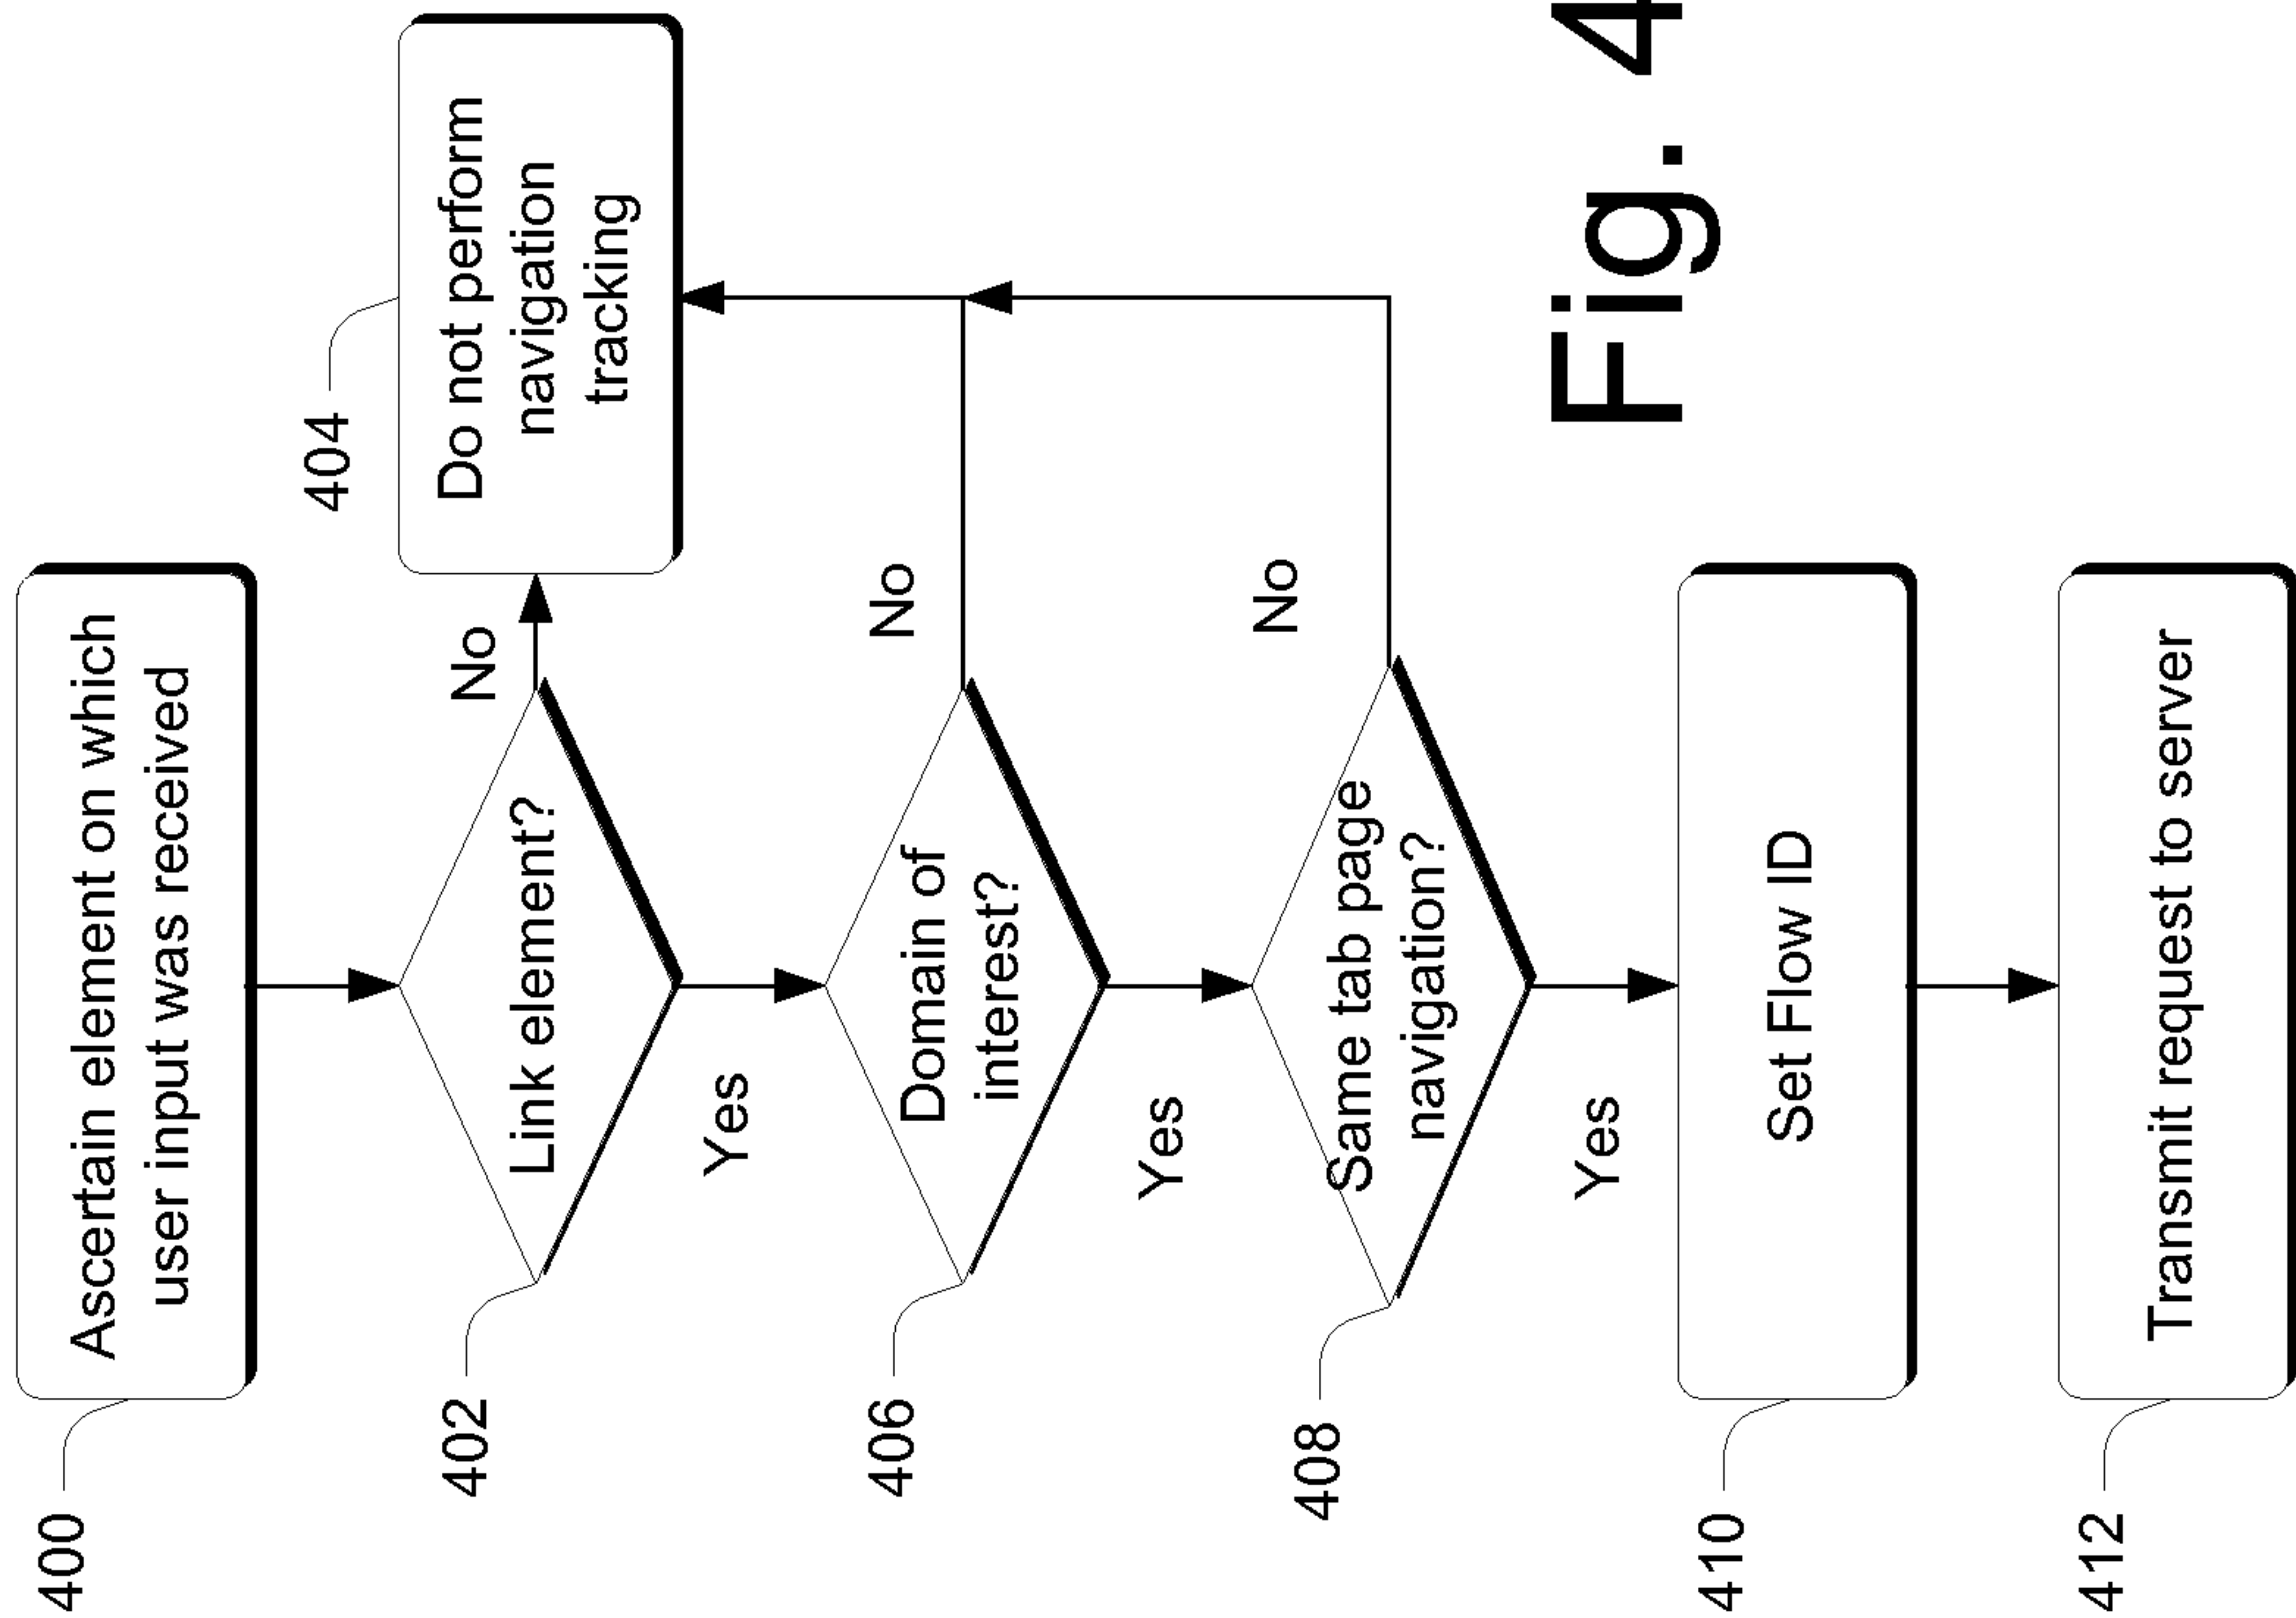 400
Ascertain element on which
user input was received
402
Link element?
No
404
Do not perform
navigation
tracking
Yes
406
Domain of
interest?
No
Yes
408
Same tab page
navigation?
No
Yes
410
Set Flow ID
412
Transmit request to server
Fig. 4